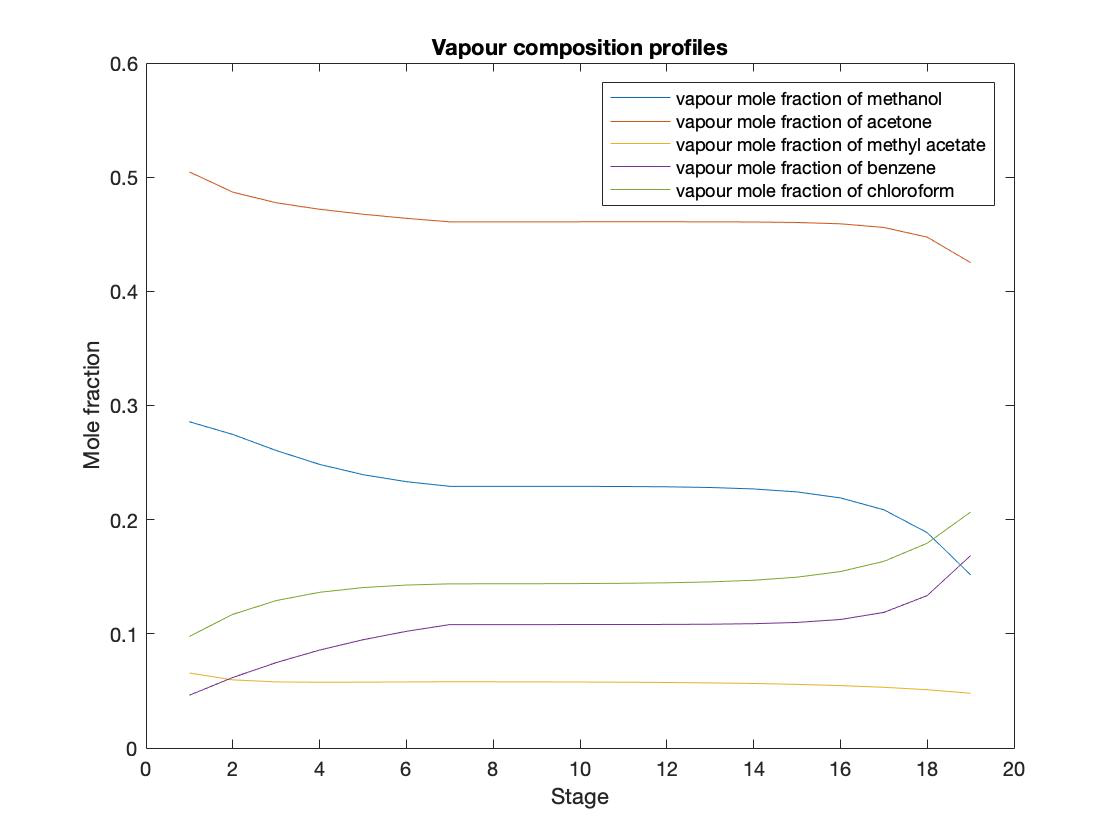 Vapour composition profiles
0.6
vapour mole fraction of methanol
vapour mole fraction of acetone
vapour mole fraction of methyl acetate
vapour mole fraction of benzene
vapour mole fraction of chloroform
0.5
0.4
0.3
0.2
0.1
0
Mole fraction
0 2 4 6 8 10 12 14 16 18 20
Stage